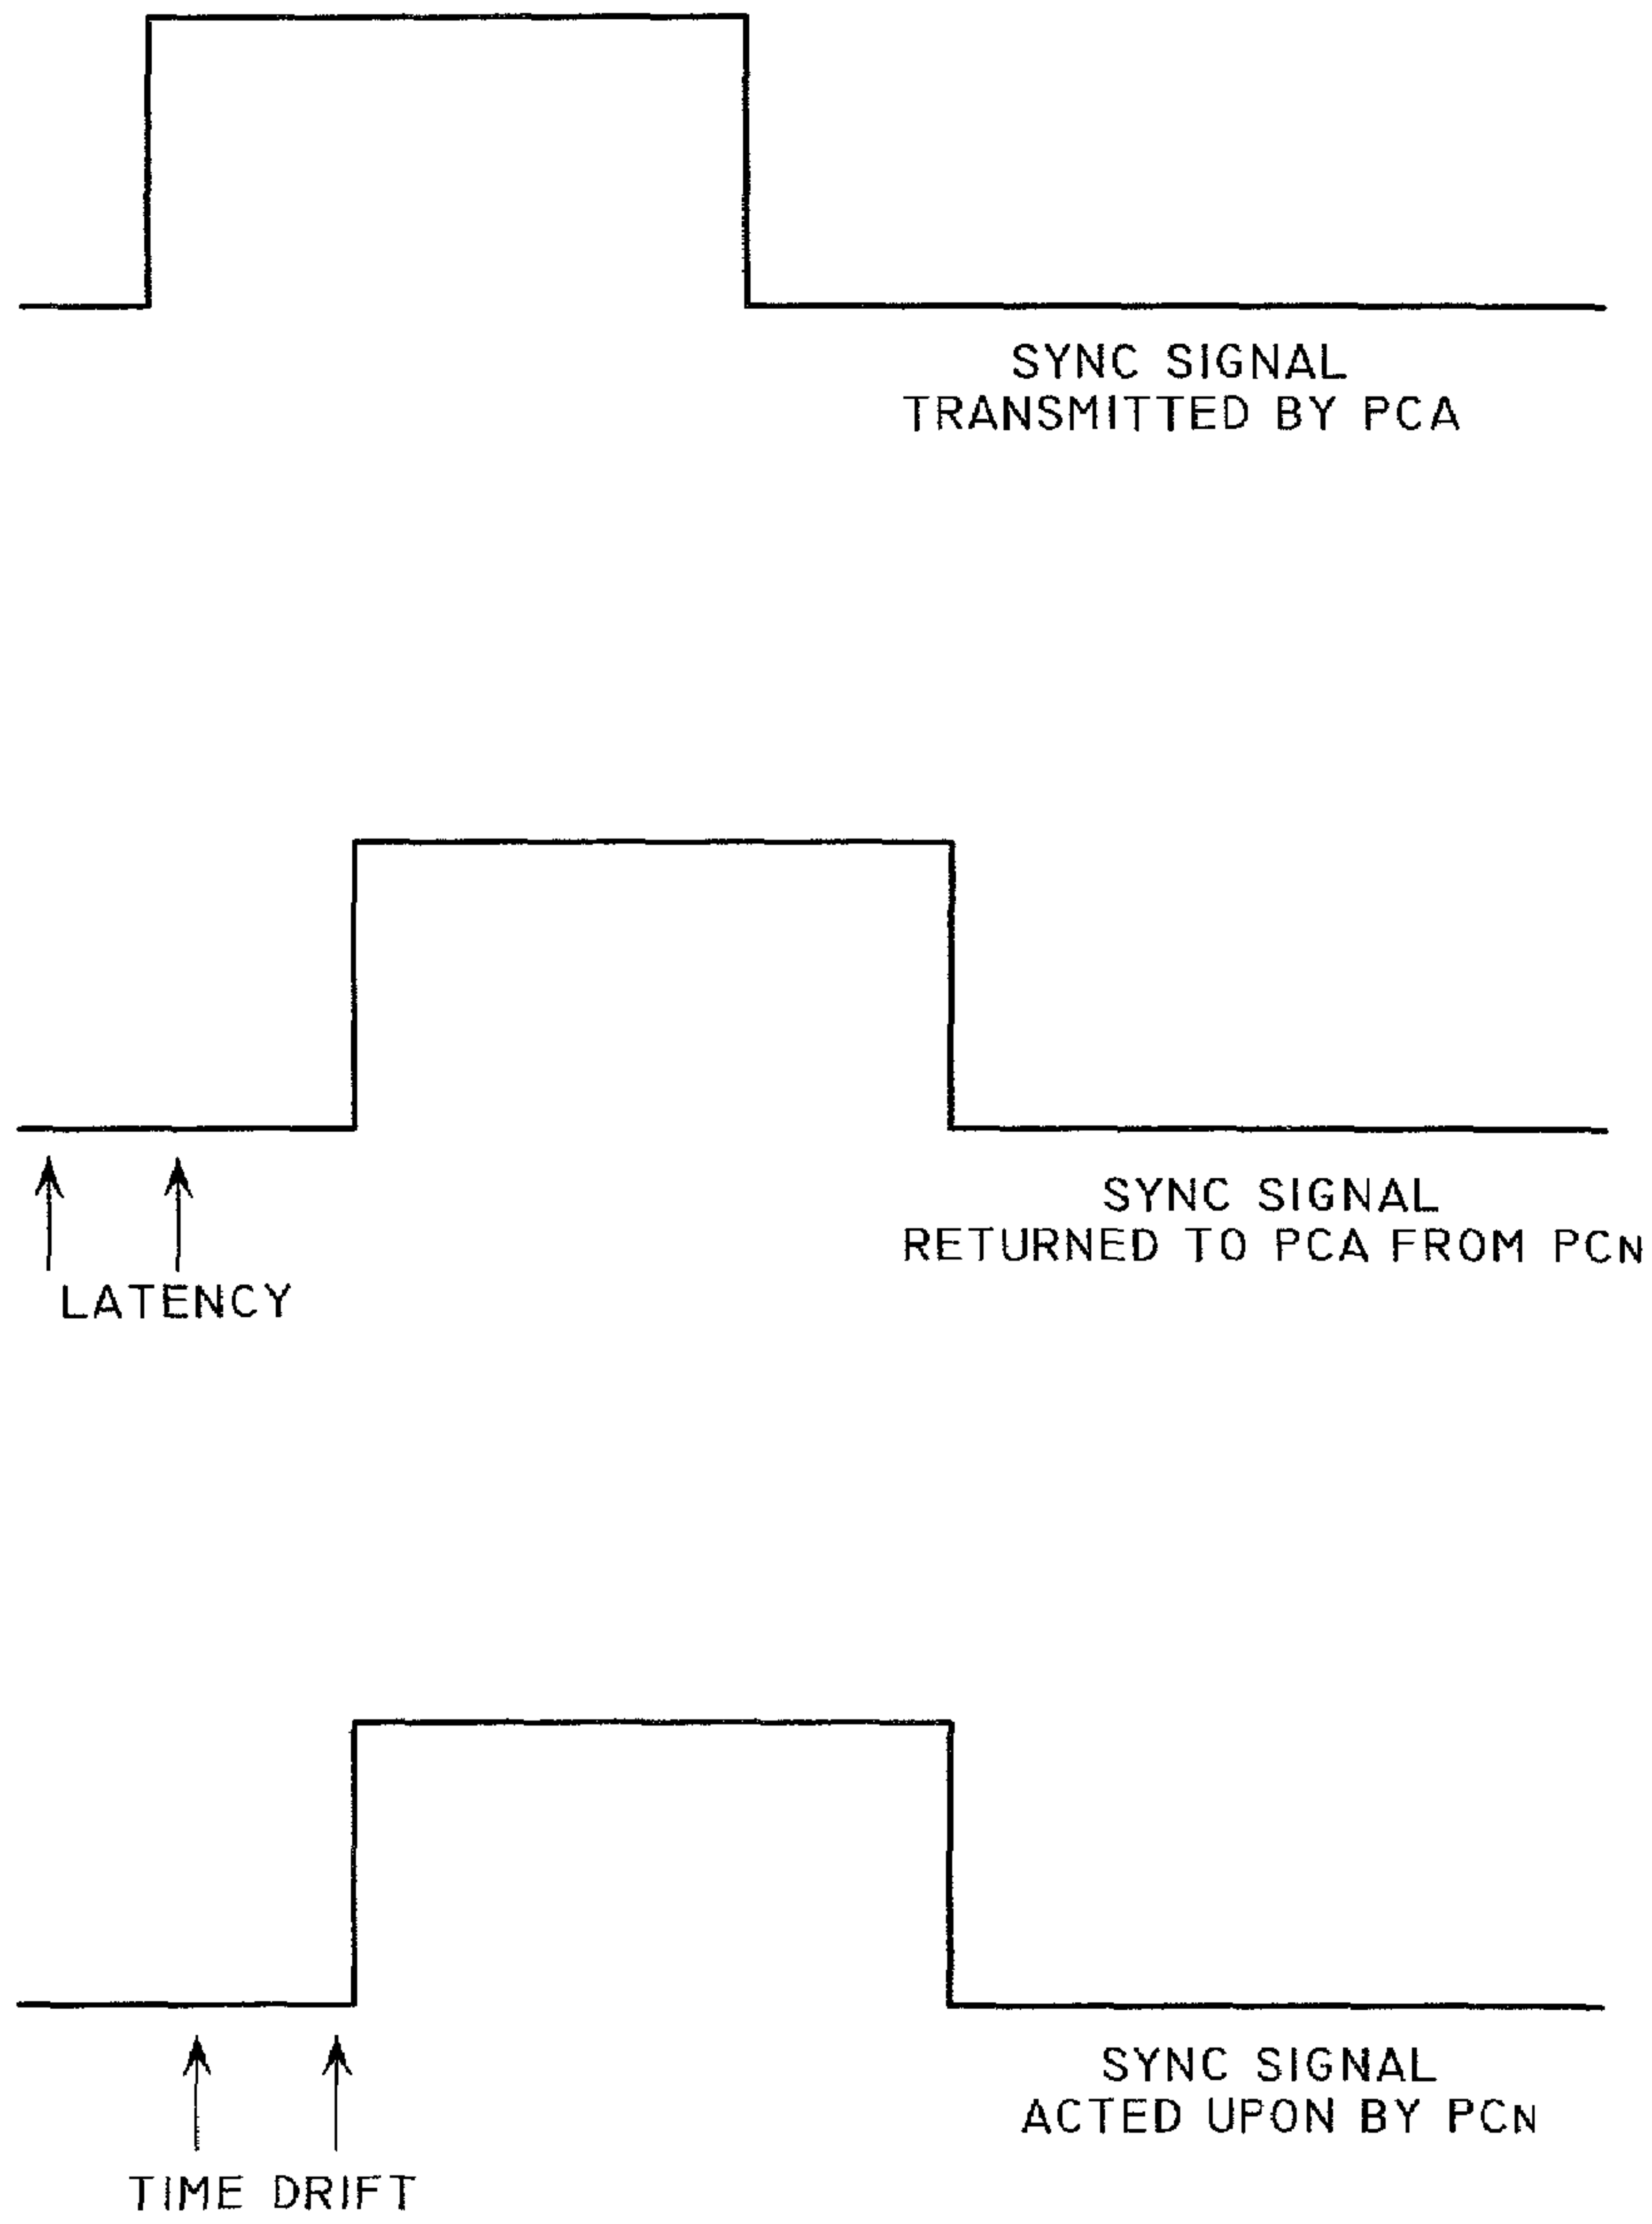 SYNC SIGNAL
TRANSMITTED BY PCA
SYNC SIGNAL
RETURNED TO PCA FROM PCN
LATENCY
SYNC SIGNAL
ACTED UPON BY PCN
TIME DRIFT